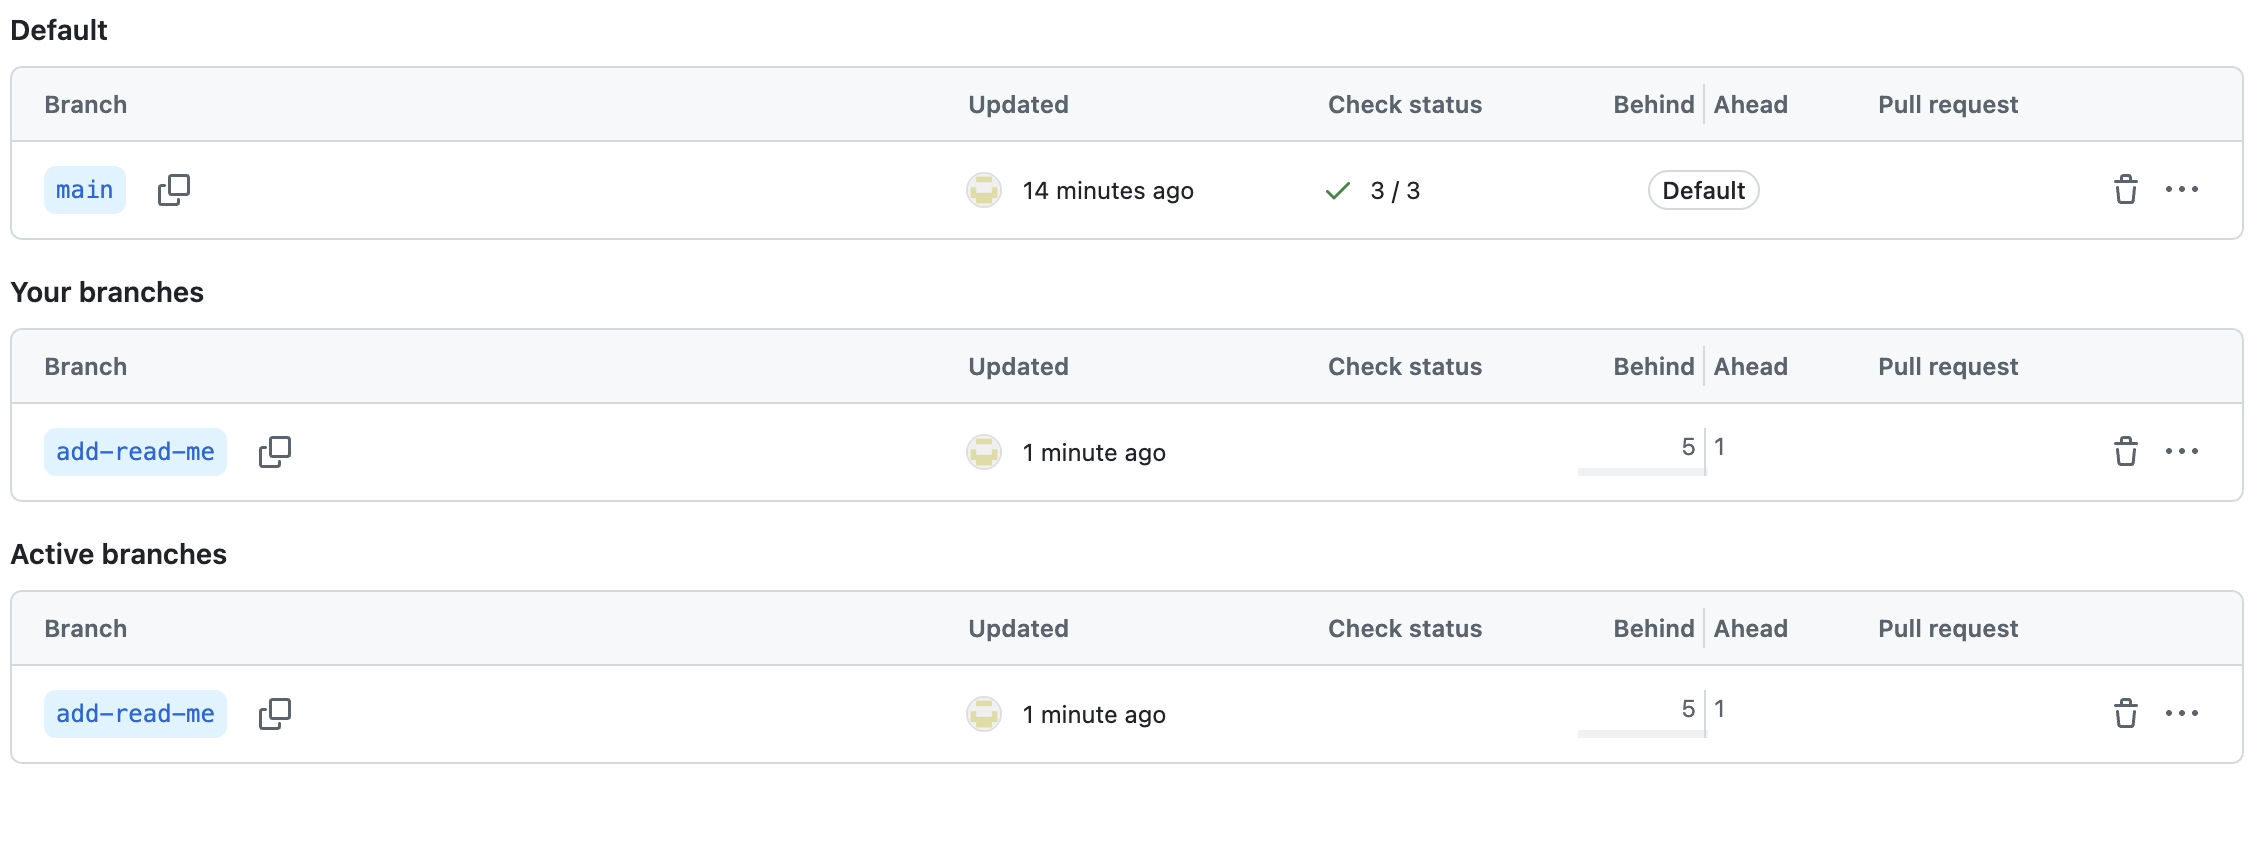 Default
Branch Updated Check status Behind Ahead Pull request
main 14 minutes ago 3 / 3 Default
Your branches
Branch Updated Check status Behind Ahead Pull request
add-read-me 1 minute ago 5 1
Active branches
Branch Updated Check status Behind Ahead Pull request
add-read-me 1 minute ago 5 1